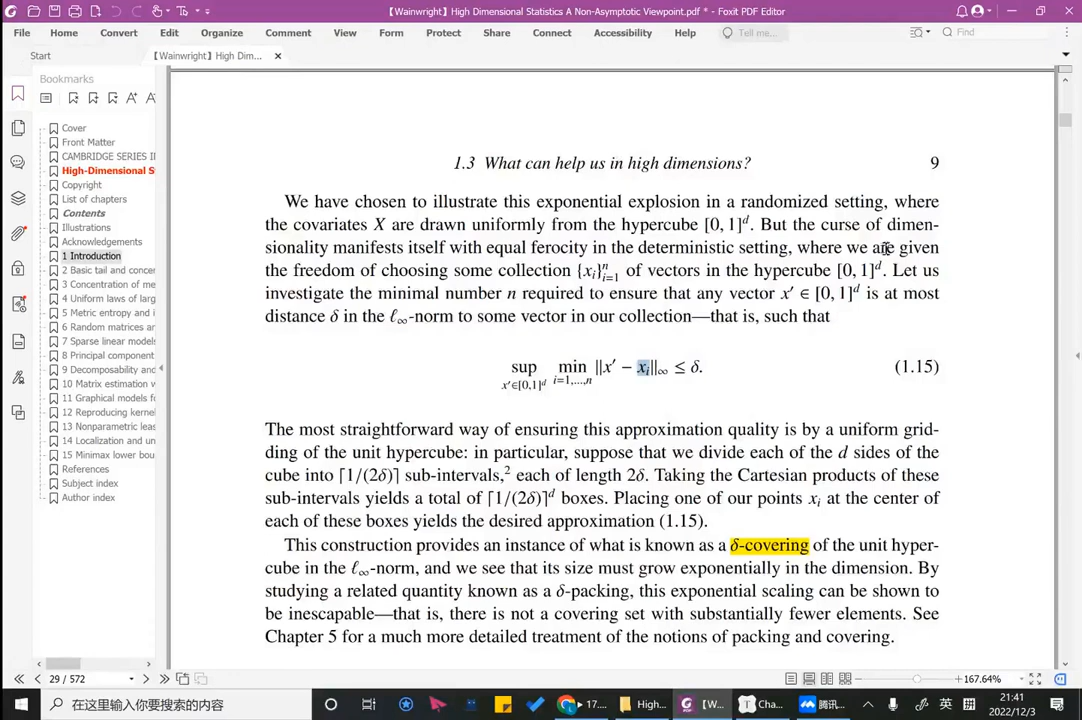 【Wainwright】High Dimensional Statistics A Non-Asymptotic Viewpoint.pdf * - Foxit PDF Editor
File Home Convert Edit Organize Comment View Form Protect Share Connect Accessibility Help Tell me... Find
Start 【Wainwright】High Dim...
Bookmarks
Cover
Front Matter
CAMBRIDGE SERIES II
High-Dimensional S
Copyright
List of chapters
Contents
Illustrations
Acknowledgements
1 Introduction
2 Basic tail and concen
3 Concentration of me
4 Uniform laws of larg
5 Metric entropy and i
6 Random matrices ar
7 Sparse linear models
8 Principal component
9 Decomposability and
10 Matrix estimation w
11 Graphical models fo
12 Reproducing kernel
13 Nonparametric leas
14 Localization and un
15 Minimax lower bou
References
Subject index
Author index
1.3 What can help us in high dimensions? 9
We have chosen to illustrate this exponential explosion in a randomized setting, where
the covariates X are drawn uniformly from the hypercube [0, 1]ᵈ. But the curse of dimen-
sionality manifests itself with equal ferocity in the deterministic setting, where we are given
the freedom of choosing some collection {xᵢ}ⁿᵢ₌₁ of vectors in the hypercube [0, 1]ᵈ. Let us
investigate the minimal number n required to ensure that any vector x′ ∈ [0, 1]ᵈ is at most
distance δ in the ℓ∞-norm to some vector in our collection—that is, such that
sup min ||x′ − xᵢ||∞ ≤ δ. (1.15)
x′∈[0,1]ᵈ i=1,...,n
The most straightforward way of ensuring this approximation quality is by a uniform grid-
ding of the unit hypercube: in particular, suppose that we divide each of the d sides of the
cube into ⌈1/(2δ)⌉ sub-intervals,² each of length 2δ. Taking the Cartesian products of these
sub-intervals yields a total of ⌈1/(2δ)⌉ᵈ boxes. Placing one of our points xᵢ at the center of
each of these boxes yields the desired approximation (1.15).
This construction provides an instance of what is known as a δ-covering of the unit hyper-
cube in the ℓ∞-norm, and we see that its size must grow exponentially in the dimension. By
studying a related quantity known as a δ-packing, this exponential scaling can be shown to
be inescapable—that is, there is not a covering set with substantially fewer elements. See
Chapter 5 for a much more detailed treatment of the notions of packing and covering.
29 / 572 167.64%
在这里输入你要搜索的内容 17.... High... 【W... Cha... 腾讯... 英 拼 21:41
2022/12/3